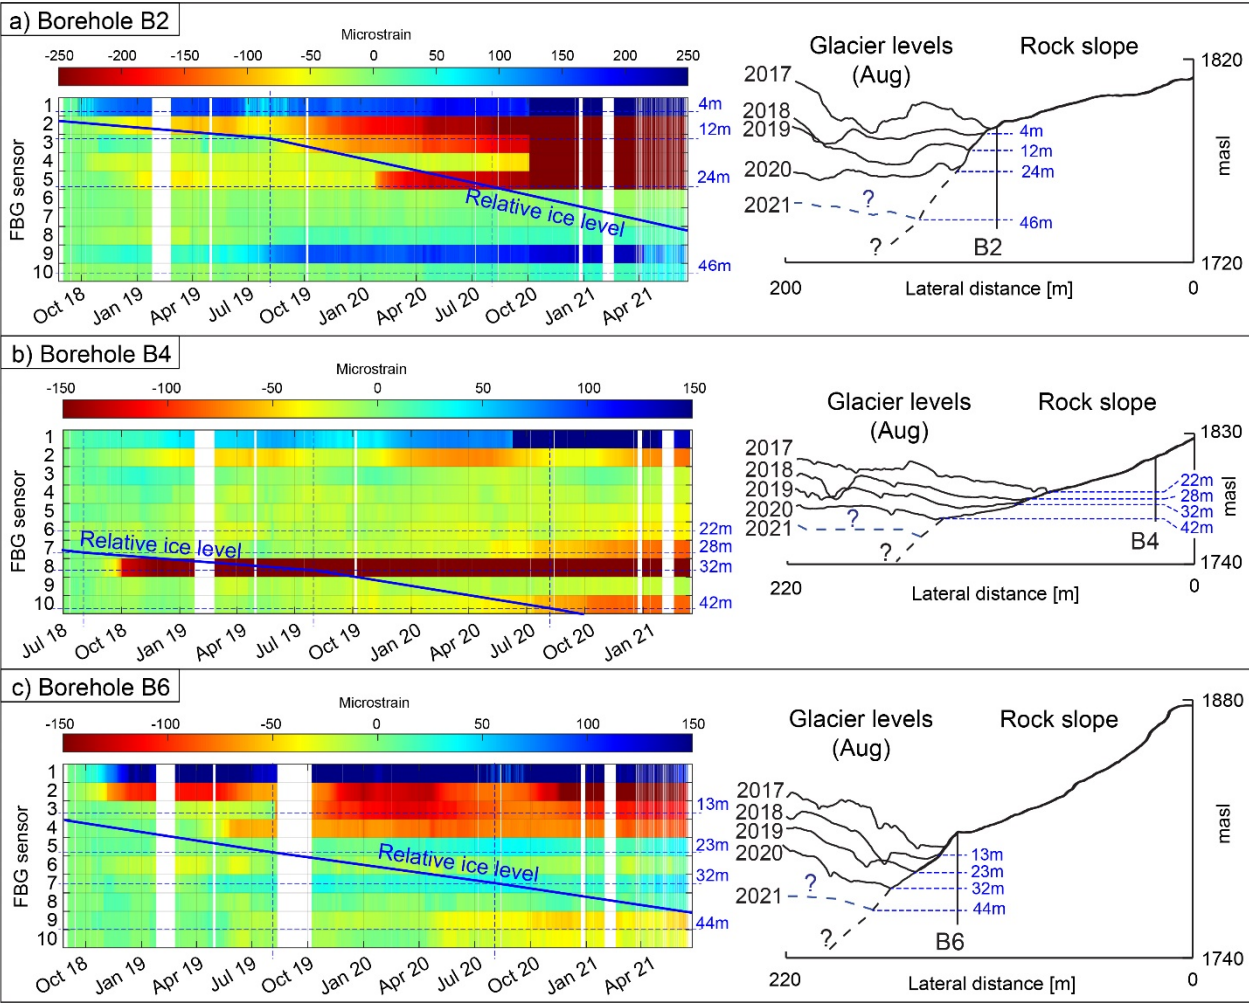 a) Borehole B2
Microstrain
-250 -200 -150 -100 -50 0 50 100 150 200 250
FBG sensor
1
2
3
4
5
6
7
8
9
10
4m
12m
24m
46m
Relative ice level
Oct 18 Jan 19 Apr 19 Jul 19 Oct 19 Jan 20 Apr 20 Jul 20 Oct 20 Jan 21 Apr 21
Glacier levels Rock slope
(Aug)
2017
2018
2019
2020
2021
?
?
4m
12m
24m
46m
B2
1820
masl
1720
200 Lateral distance [m] 0
b) Borehole B4
Microstrain
-150 -100 -50 0 50 100 150
FBG sensor
1
2
3
4
5
6
7
8
9
10
22m
28m
32m
42m
Relative ice level
Jul 18 Oct 18 Jan 19 Apr 19 Jul 19 Oct 19 Jan 20 Apr 20 Jul 20 Oct 20 Jan 21
Glacier levels Rock slope
(Aug)
2017
2018
2019
2020
2021
?
?
22m
28m
32m
42m
B4
1830
masl
1740
220 Lateral distance [m] 0
c) Borehole B6
Microstrain
-150 -100 -50 0 50 100 150
FBG sensor
1
2
3
4
5
6
7
8
9
10
13m
23m
32m
44m
Relative ice level
Oct 18 Jan 19 Apr 19 Jul 19 Oct 19 Jan 20 Apr 20 Jul 20 Oct 20 Jan 21 Apr 21
Glacier levels Rock slope
(Aug)
2017
2018
2019
2020
2021
?
?
13m
23m
32m
44m
B6
1880
masl
1740
220 Lateral distance [m] 0